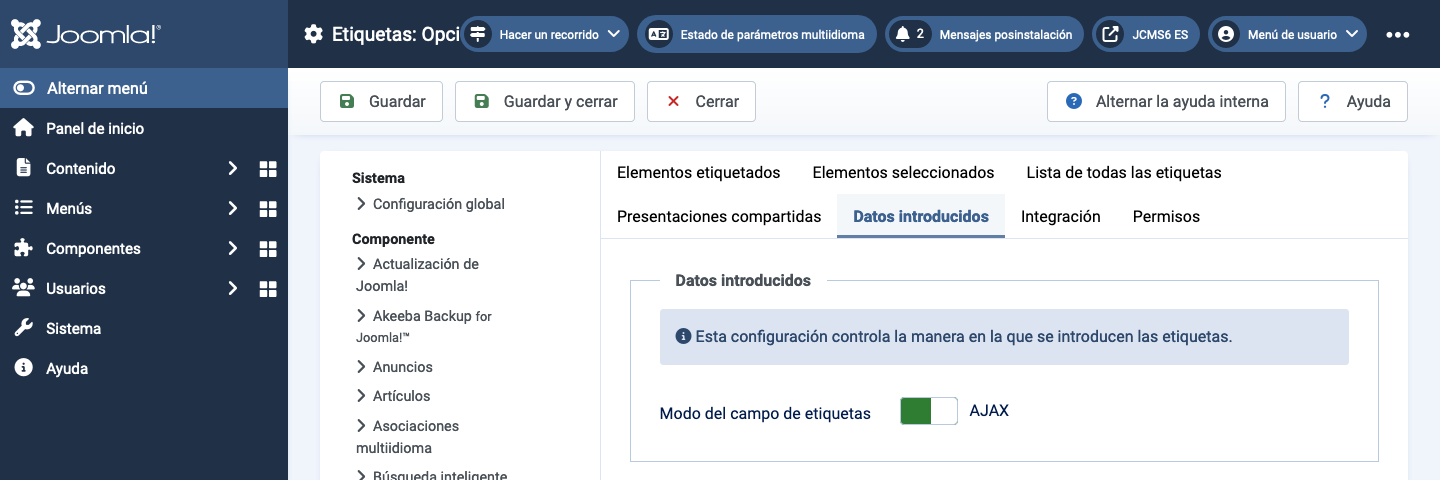 Joomla!®
Etiquetas: Opci
Hacer un recorrido
Estado de parámetros multiidioma
2 Mensajes posinstalación
JCMS6 ES
Menú de usuario
Alternar menú
Panel de inicio
Contenido
Menús
Componentes
Usuarios
Sistema
Ayuda
Guardar
Guardar y cerrar
Cerrar
Alternar la ayuda interna
? Ayuda
Sistema
Configuración global
Componente
Actualización de
Joomla!
Akeeba Backup for
Joomla!™
Anuncios
Artículos
Asociaciones
multiidioma
Búsqueda inteligente
Elementos etiquetados
Elementos seleccionados
Lista de todas las etiquetas
Presentaciones compartidas
Datos introducidos
Integración
Permisos
Datos introducidos
Esta configuración controla la manera en la que se introducen las etiquetas.
Modo del campo de etiquetas
AJAX